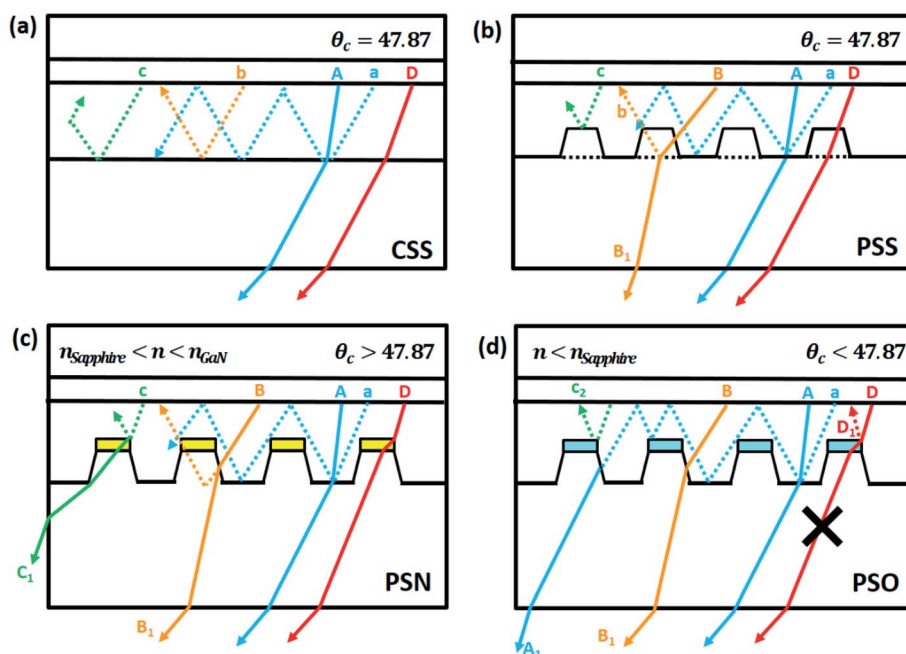 (a)
θc = 47.87
c b A a D
CSS
(b)
θc = 47.87
c B A a D
b
B₁
PSS
(c)
nSapphire < n < nGaN θc > 47.87
c B A a D
C₁
B₁
PSN
(d)
n < nSapphire θc < 47.87
c₂ B A a D
D₁
A₁
B₁
PSO